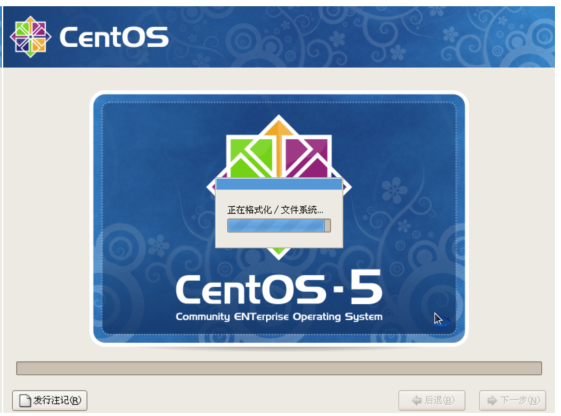 CentOS
正在格式化 / 文件系统...
CentOS-5
Community ENTerprise Operating System
发行注记(R)
后退(B)
下一步(N)